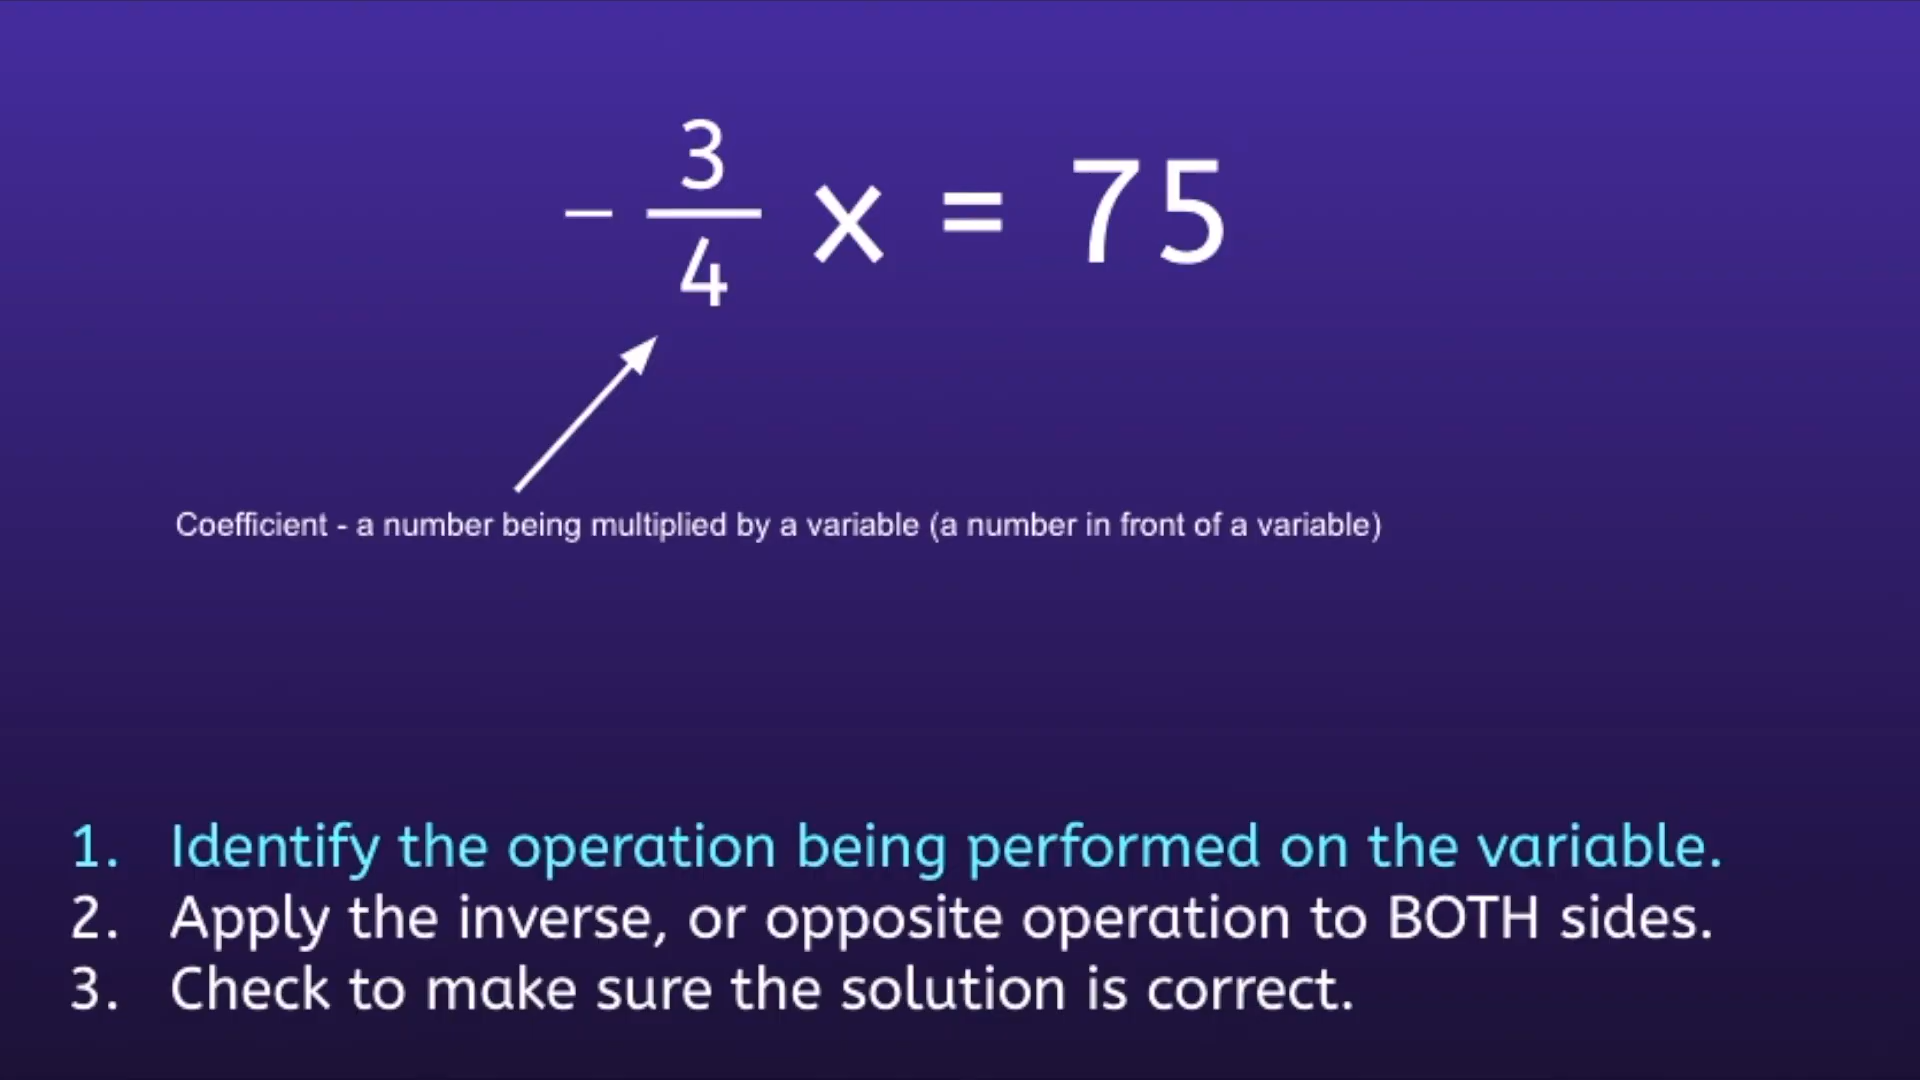 - 3/4 x = 75
Coefficient - a number being multiplied by a variable (a number in front of a variable)
1. Identify the operation being performed on the variable.
2. Apply the inverse, or opposite operation to BOTH sides.
3. Check to make sure the solution is correct.